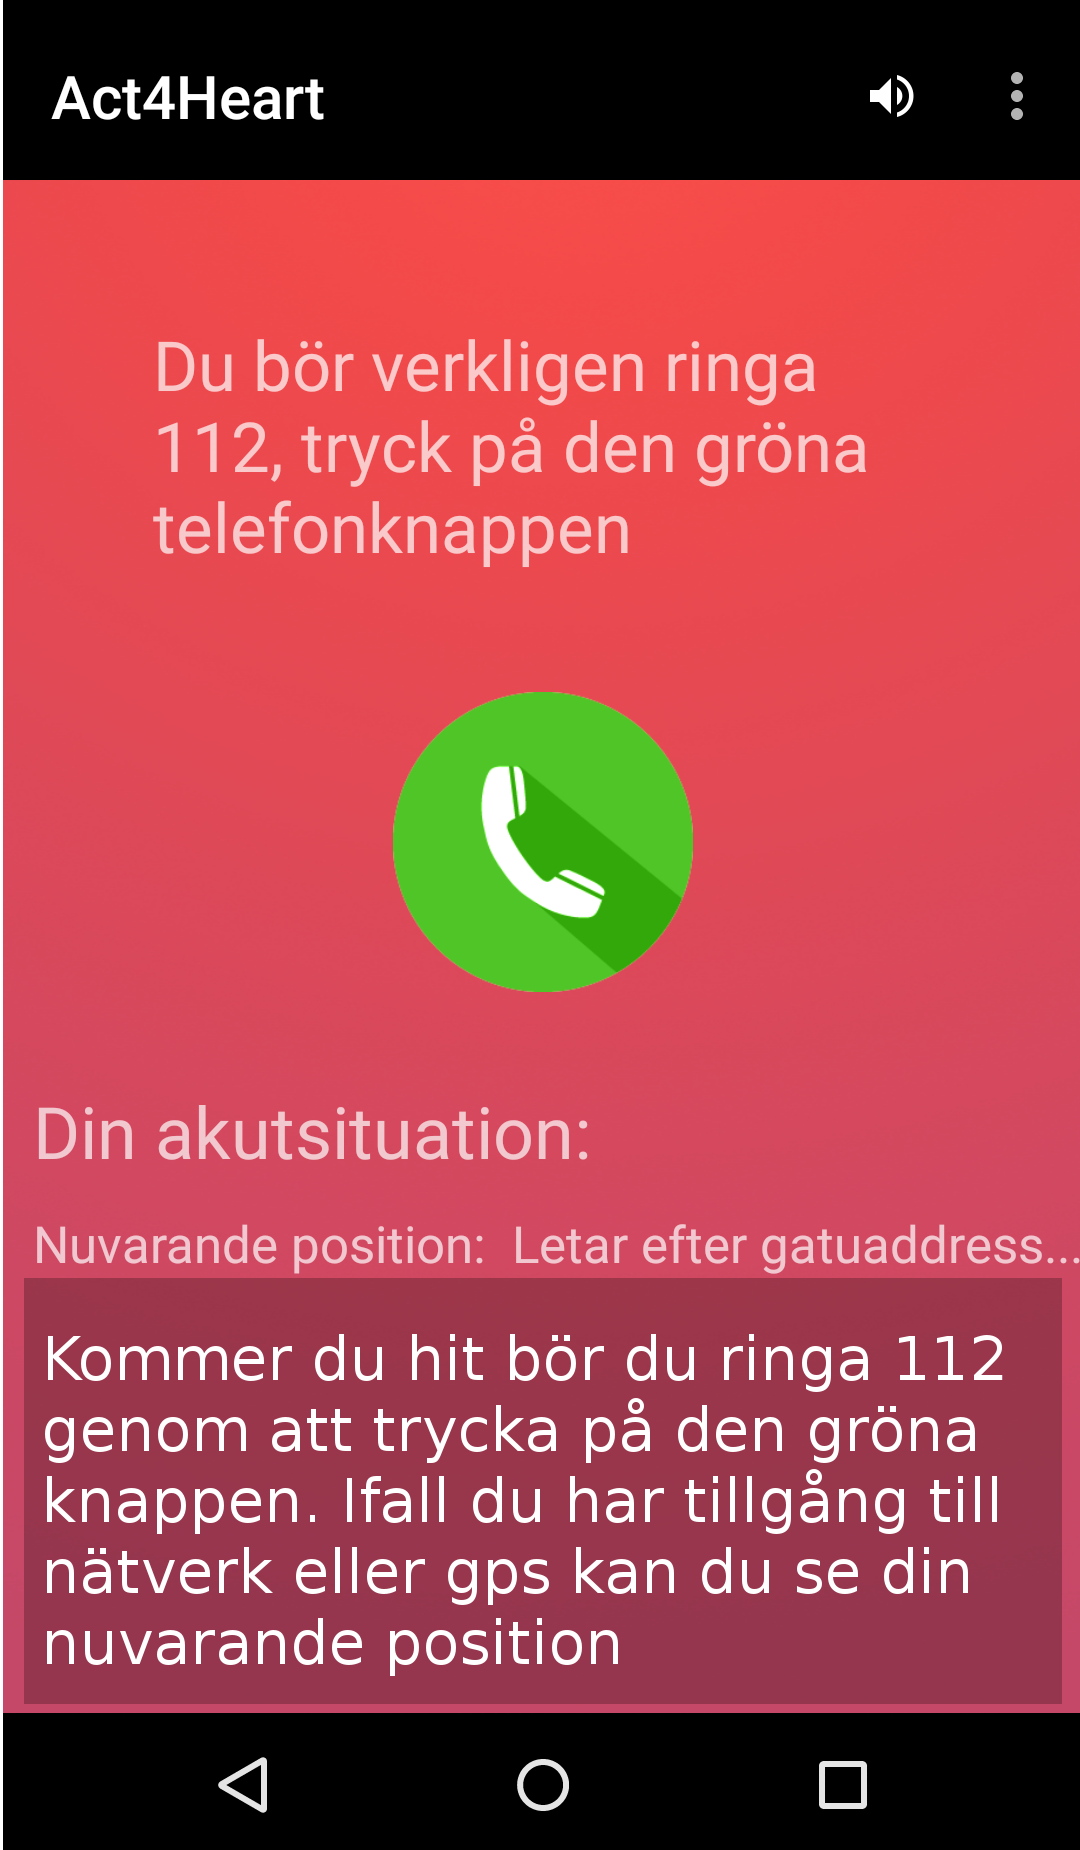 Act4Heart
Du bör verkligen ringa
112, tryck på den gröna
telefonknappen
Din akutsituation:
Nuvarande position: Letar efter gatuaddress...
Kommer du hit bör du ringa 112
genom att trycka på den gröna
knappen. Ifall du har tillgång till
nätverk eller gps kan du se din
nuvarande position